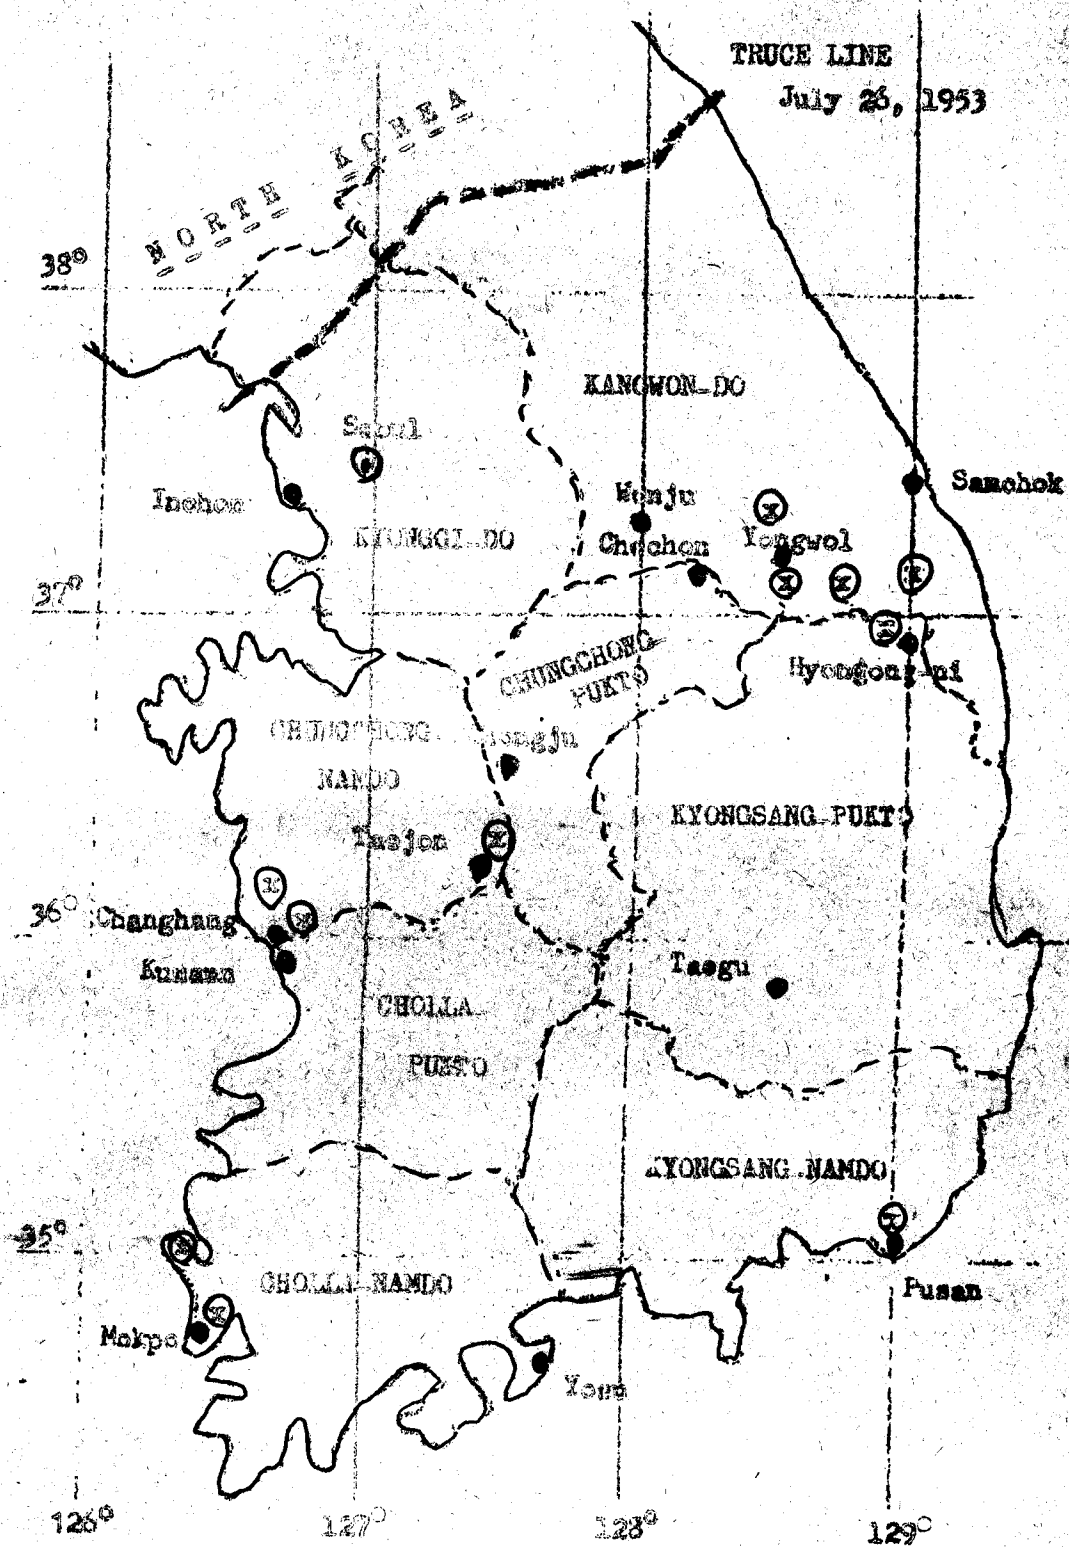 TRUCE LINE
July 26, 1953
NORTH KOREA
38°
KANGWON-DO
Seoul
Inchon
Wonju
Samchok
KYONGGI-DO
Chechon
Yongwol
37°
CHUNGCHONG
PUKTO
Hyongong-ni
CHUNGCHONG
NAMDO
KYONGSANG-PUKTO
Taejon
36°
Changhang
Kunsan
Taegu
CHOLLA
PUKTO
KYONGSANG-NAMDO
35°
CHOLLA-NAMDO
Pusan
Mokpo
126°
127°
128°
129°